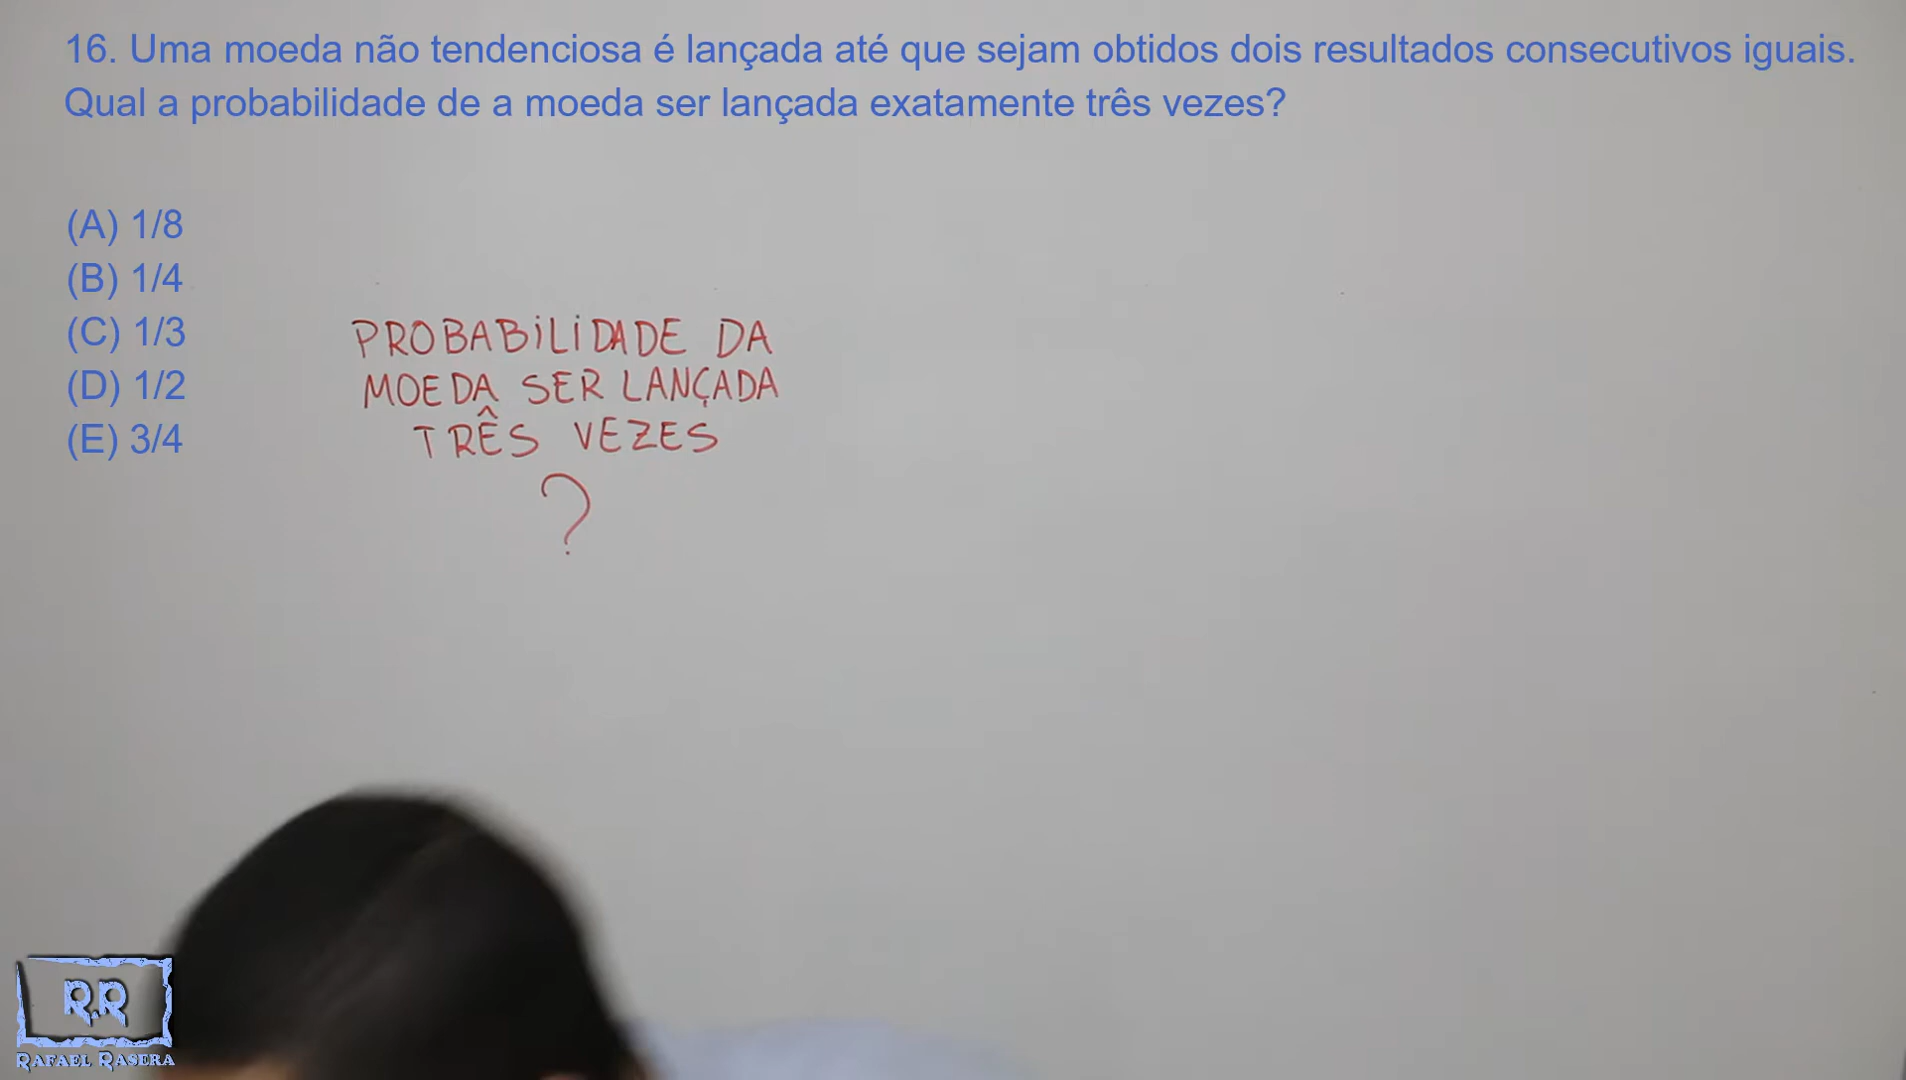 16. Uma moeda não tendenciosa é lançada até que sejam obtidos dois resultados consecutivos iguais.
Qual a probabilidade de a moeda ser lançada exatamente três vezes?
(A) 1/8
(B) 1/4
(C) 1/3
(D) 1/2
(E) 3/4
PROBABILIDADE DA
MOEDA SER LANÇADA
TRÊS VEZES
?
R.R
RAFAEL RASERA